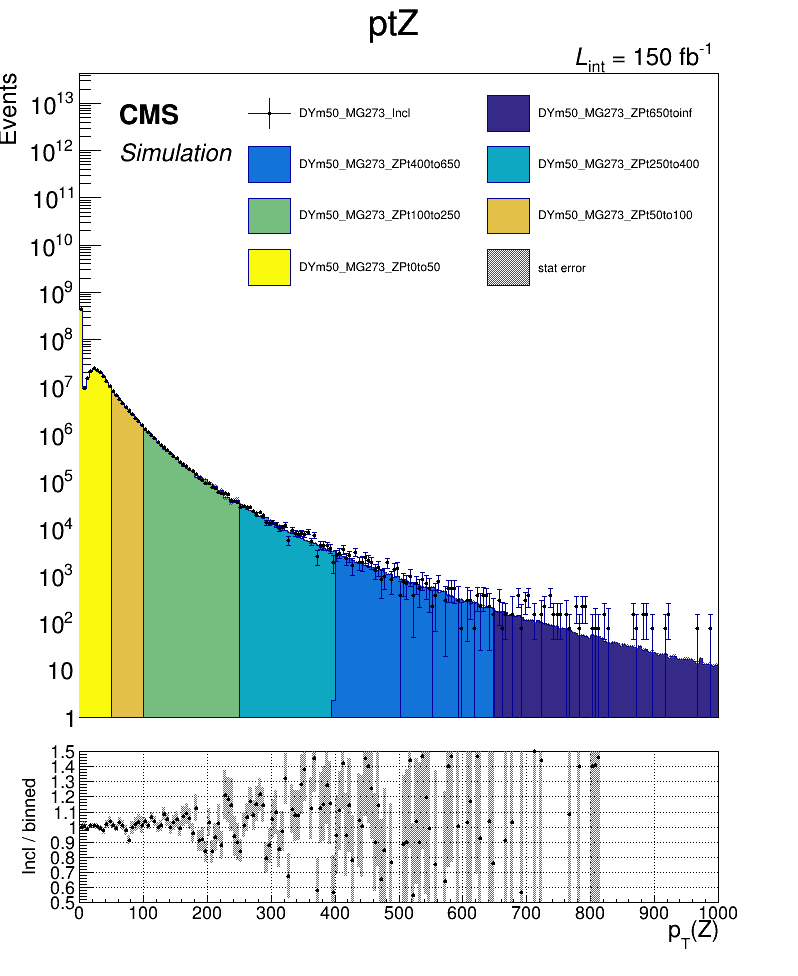 ptZ
L_int = 150 fb^-1
Events
CMS
Simulation
DYm50_MG273_Incl
DYm50_MG273_ZPt650toinf
DYm50_MG273_ZPt400to650
DYm50_MG273_ZPt250to400
DYm50_MG273_ZPt100to250
DYm50_MG273_ZPt50to100
DYm50_MG273_ZPt0to50
stat error
10^13
10^12
10^11
10^10
10^9
10^8
10^7
10^6
10^5
10^4
10^3
10^2
10
1
Incl / binned
1.5
1.4
1.3
1.2
1.1
1
0.9
0.8
0.7
0.6
0.5
0 100 200 300 400 500 600 700 800 900 1000
p_T(Z)